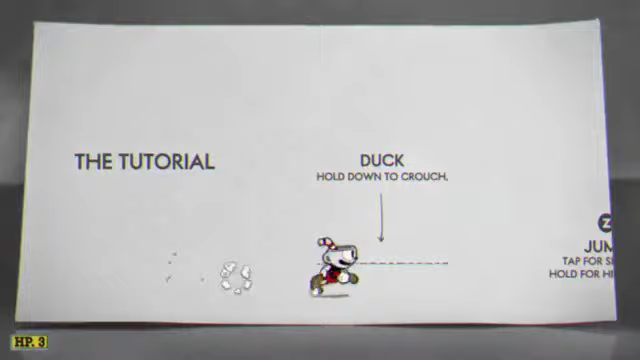 THE TUTORIAL
DUCK
HOLD DOWN TO CROUCH.
Z
HP. 3